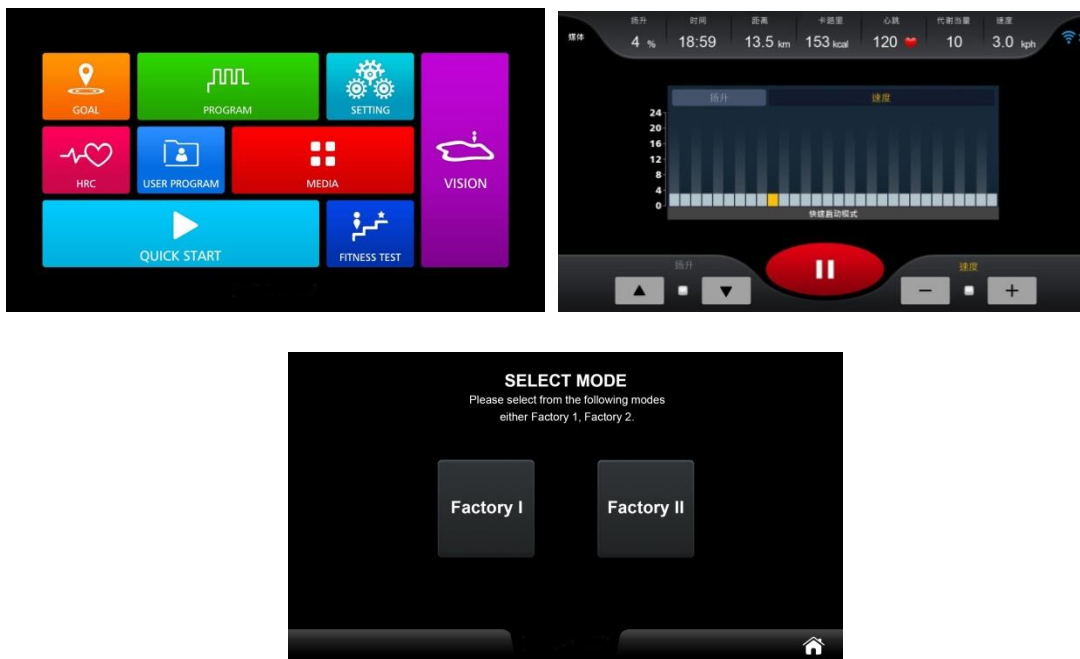 GOAL
PROGRAM
SETTING
HRC
USER PROGRAM
MEDIA
VISION
QUICK START
FITNESS TEST
媒体
扬升 时间 距离 卡路里 心跳 代谢当量 速度
4 % 18:59 13.5 km 153 kcal 120 10 3.0 kph
扬升 速度
24
20
16
12
8
4
0
快速启动模式
扬升 速度
SELECT MODE
Please select from the following modes
either Factory 1, Factory 2.
Factory I Factory II